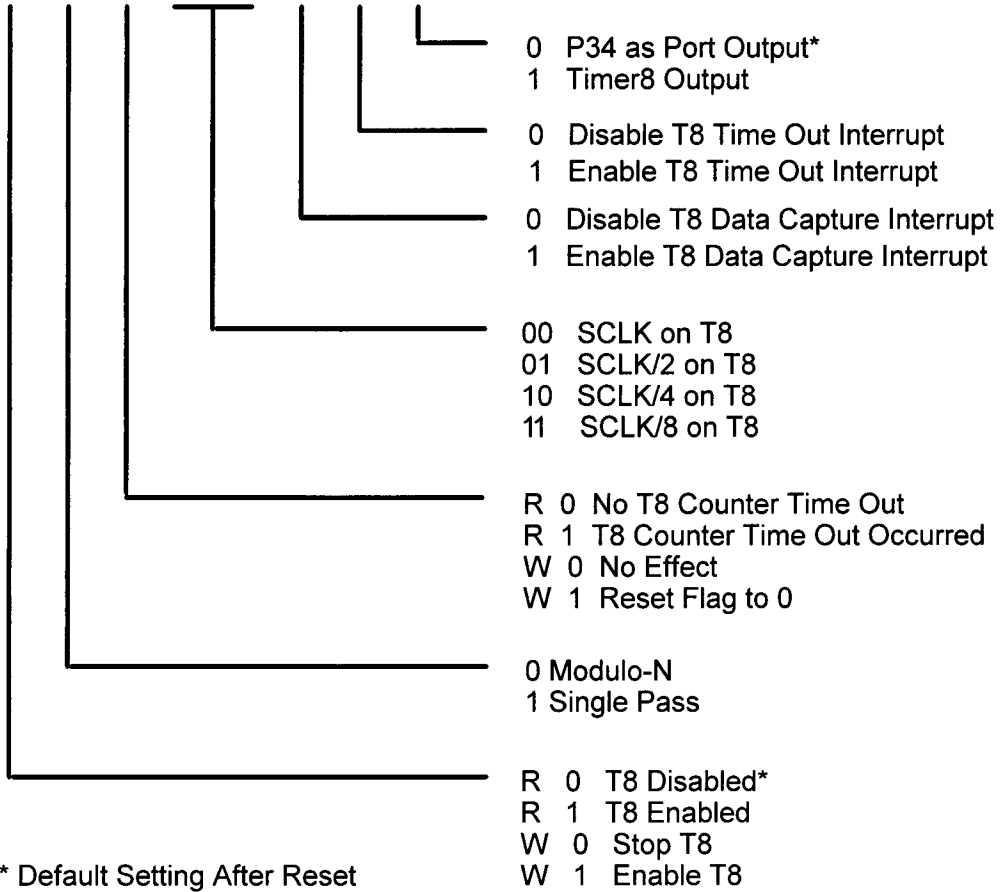 0 P34 as Port Output*
1 Timer8 Output
0 Disable T8 Time Out Interrupt
1 Enable T8 Time Out Interrupt
0 Disable T8 Data Capture Interrupt
1 Enable T8 Data Capture Interrupt
00 SCLK on T8
01 SCLK/2 on T8
10 SCLK/4 on T8
11 SCLK/8 on T8
R 0 No T8 Counter Time Out
R 1 T8 Counter Time Out Occurred
W 0 No Effect
W 1 Reset Flag to 0
0 Modulo-N
1 Single Pass
R 0 T8 Disabled*
R 1 T8 Enabled
W 0 Stop T8
W 1 Enable T8
* Default Setting After Reset